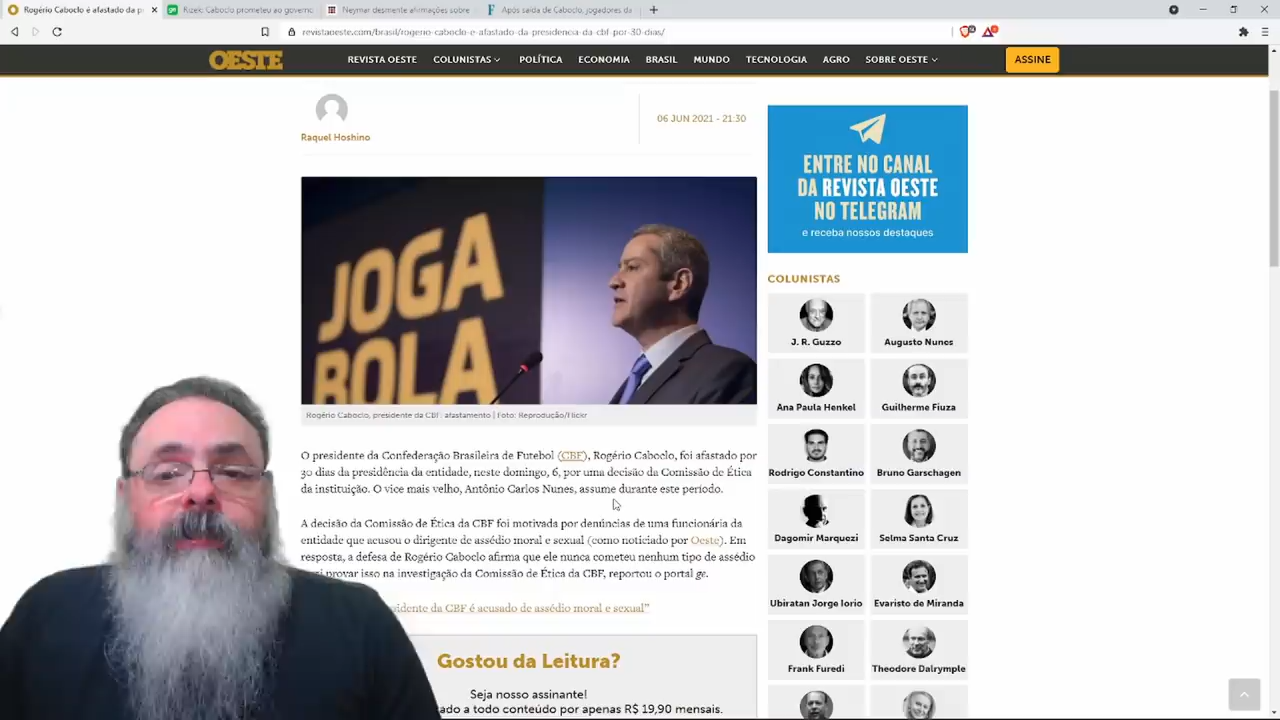 Rogério Caboclo é afastado da p
Rizek: Caboclo prometeu ao governo
Neymar desmente afirmações sobre
Após saída de Caboclo, jogadores da
revistaoeste.com/brasil/rogerio-caboclo-e-afastado-da-presidencia-da-cbf-por-30-dias/
OESTE
REVISTA OESTE
COLUNISTAS
POLÍTICA
ECONOMIA
BRASIL
MUNDO
TECNOLOGIA
AGRO
SOBRE OESTE
ASSINE
Raquel Hoshino
06 JUN 2021 - 21:30
JOGA
BOLA
Rogério Caboclo, presidente da CBF: afastamento | Foto: Reprodução/Flickr
O presidente da Confederação Brasileira de Futebol (CBF), Rogério Caboclo, foi afastado por
30 dias da presidência da entidade, neste domingo, 6, por uma decisão da Comissão de Ética
da instituição. O vice mais velho, Antônio Carlos Nunes, assume durante este período.
A decisão da Comissão de Ética da CBF foi motivada por denúncias de uma funcionária da
entidade que acusou o dirigente de assédio moral e sexual (como noticiado por Oeste). Em
resposta, a defesa de Rogério Caboclo afirma que ele nunca cometeu nenhum tipo de assédio
provar isso na investigação da Comissão de Ética da CBF, reportou o portal ge.
da CBF é acusado de assédio moral e sexual”
Gostou da Leitura?
Seja nosso assinante!
a todo conteúdo por apenas R$ 19,90 mensais.
ENTRE NO CANAL
DA REVISTA OESTE
NO TELEGRAM
e receba nossos destaques
COLUNISTAS
J. R. Guzzo
Augusto Nunes
Ana Paula Henkel
Guilherme Fiuza
Rodrigo Constantino
Bruno Garschagen
Dagomir Marquezi
Selma Santa Cruz
Ubiratan Jorge Iorio
Evaristo de Miranda
Frank Furedi
Theodore Dalrymple